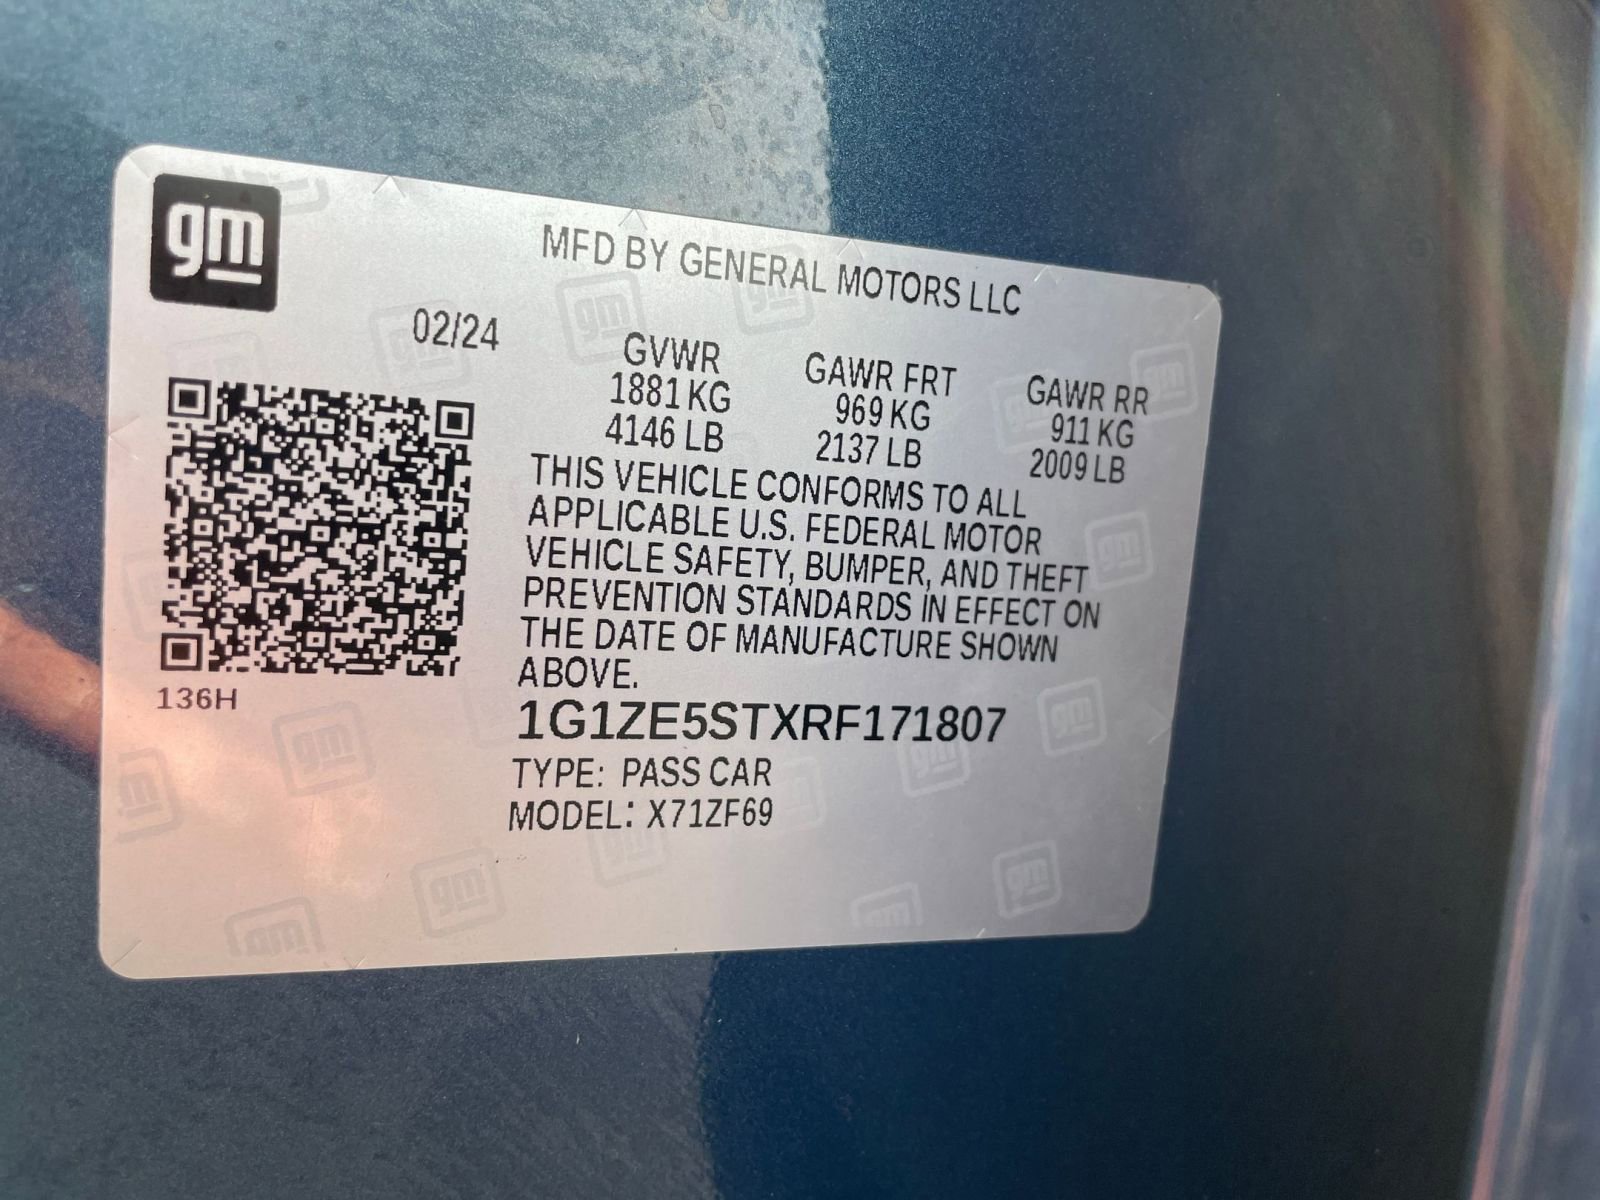 gm
MFD BY GENERAL MOTORS LLC
02/24
GVWR GAWR FRT GAWR RR
1881 KG 969 KG 911 KG
4146 LB 2137 LB 2009 LB
THIS VEHICLE CONFORMS TO ALL
APPLICABLE U.S. FEDERAL MOTOR
VEHICLE SAFETY, BUMPER, AND THEFT
PREVENTION STANDARDS IN EFFECT ON
THE DATE OF MANUFACTURE SHOWN
ABOVE.
136H
1G1ZE5STXRF171807
TYPE: PASS CAR
MODEL: X71ZF69